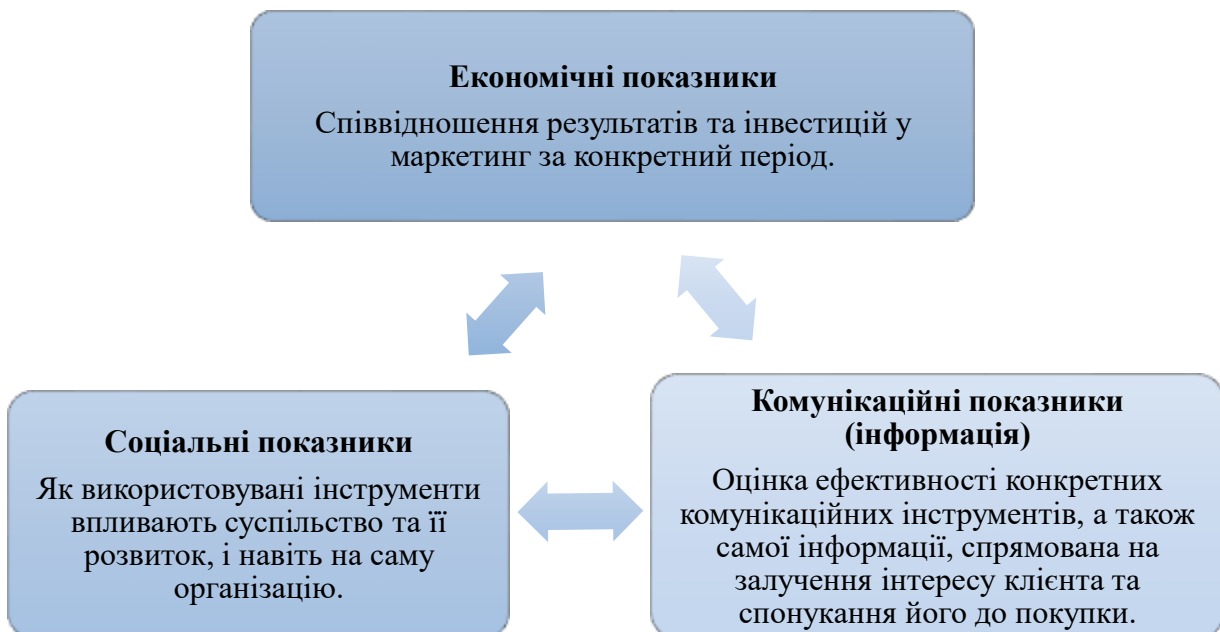 Економічні показники
Співвідношення результатів та інвестицій у
маркетинг за конкретний період.
Соціальні показники
Як використовувані інструменти
впливають суспільство та її
розвиток, і навіть на саму
організацію.
Комунікаційні показники
(інформація)
Оцінка ефективності конкретних
комунікаційних інструментів, а також
самої інформації, спрямована на
залучення інтересу клієнта та
спонукання його до покупки.